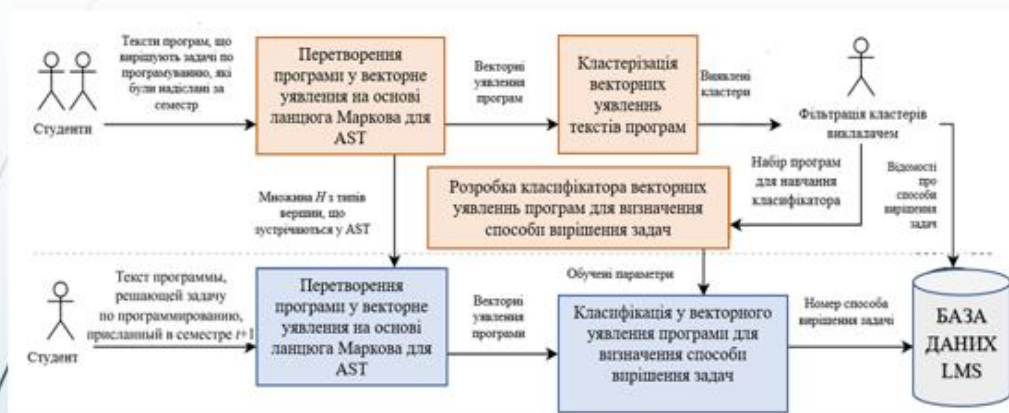 Тексти програм, що
вирішують задачі по
програмуванню, які
були надіслані за
семестр
Студенти
Перетворення
програми у векторне
уявлення на основі
ланцюга Маркова для
AST
Векторні
уявлення
програм
Кластерізація
векторних
уявленнь
текстів програм
Виявлені
кластери
Фільтрація кластерів
викладачем
Множина H з типів
вершин, що
зустрічаються у AST
Розробка класифікатора векторних
уявленнь програм для визначення
способи вирішення задач
Набір програм
для навчання
класифікатора
Відомості
про
способи
вирішення
задач
Текст программы,
решающей задачу
по программированию,
присланный в семестре t+1
Студент
Перетворення
програми у векторне
уявлення на основі
ланцюга Маркова для
AST
Векторні
уявлення
програми
Обучені параметри
Класифікація у векторного
уявлення програми для
визначення способи
вирішення задач
Номер способа
вирішення задачі
БАЗА
ДАНИХ
LMS